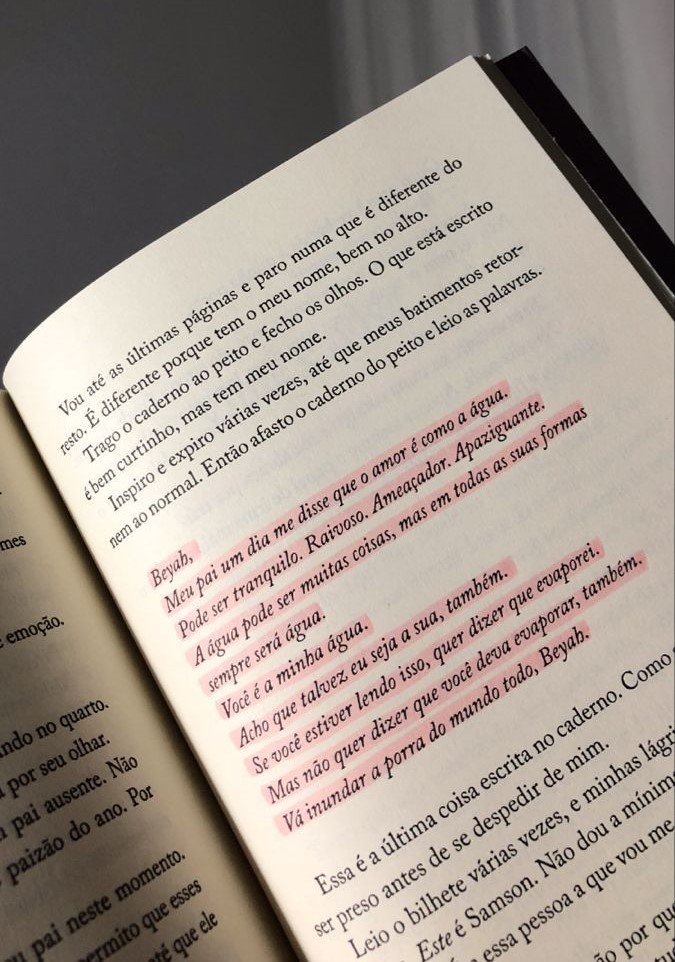 mes
emoção.
ndo no quarto.
por seu olhar.
pai ausente. Não
paizão do ano. Por
pai neste momento.
ermito que esses
até que ele
Vou até as últimas páginas e paro numa que é diferente do
resto. É diferente porque tem o meu nome, bem no alto.
Trago o caderno ao peito e fecho os olhos. O que está escrito
é bem curtinho, mas tem meu nome.
Inspiro e expiro várias vezes, até que meus batimentos retor-
nem ao normal. Então afasto o caderno do peito e leio as palavras.
Beyah,
Meu pai um dia me disse que o amor é como a água.
Pode ser tranquilo. Raivoso. Ameaçador. Apaziguante.
A água pode ser muitas coisas, mas em todas as suas formas
sempre será água.
Você é a minha água.
Acho que talvez eu seja a sua, também.
Se você estiver lendo isso, quer dizer que evaporei.
Mas não quer dizer que você deva evaporar, também.
Vá inundar a porra do mundo todo, Beyah.
Essa é a última coisa escrita no caderno. Como
ser preso antes de se despedir de mim.
Leio o bilhete várias vezes, e minhas lágri
Este é Samson. Não dou a mínim
essa pessoa a que vou me
ão por que